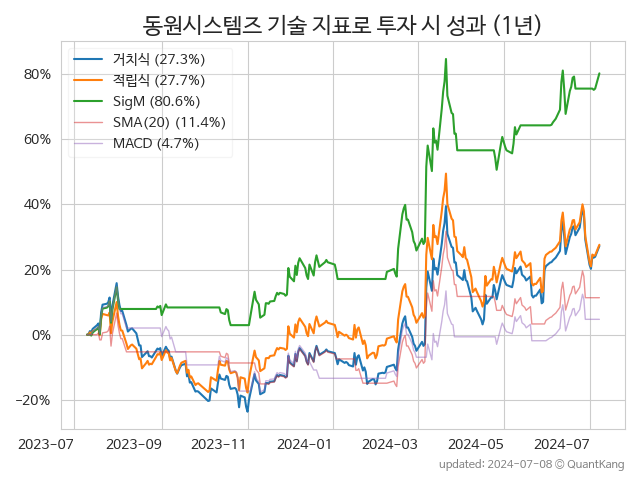 동원시스템즈 기술 지표로 투자 시 성과 (1년)
거치식 (27.3%)
적립식 (27.7%)
SigM (80.6%)
SMA(20) (11.4%)
MACD (4.7%)
80%
60%
40%
20%
0%
−20%
2023-07 2023-09 2023-11 2024-01 2024-03 2024-05 2024-07
updated: 2024-07-08 ⓒ QuantKang